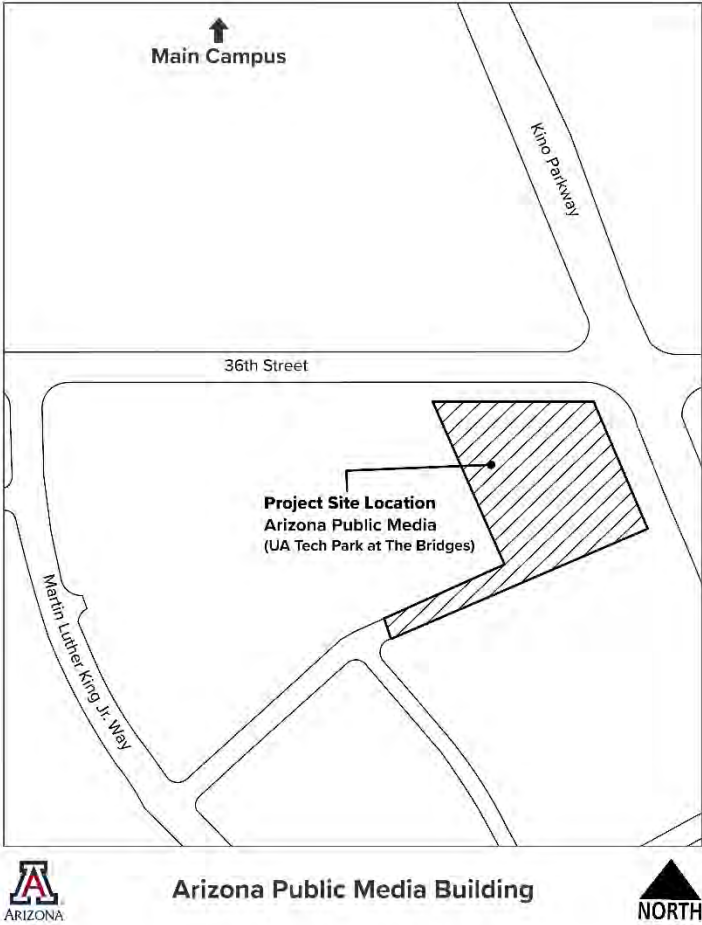 Main Campus
Kino Parkway
36th Street
Project Site Location
Arizona Public Media
(UA Tech Park at The Bridges)
Martin Luther King Jr. Way
A
ARIZONA
Arizona Public Media Building
NORTH